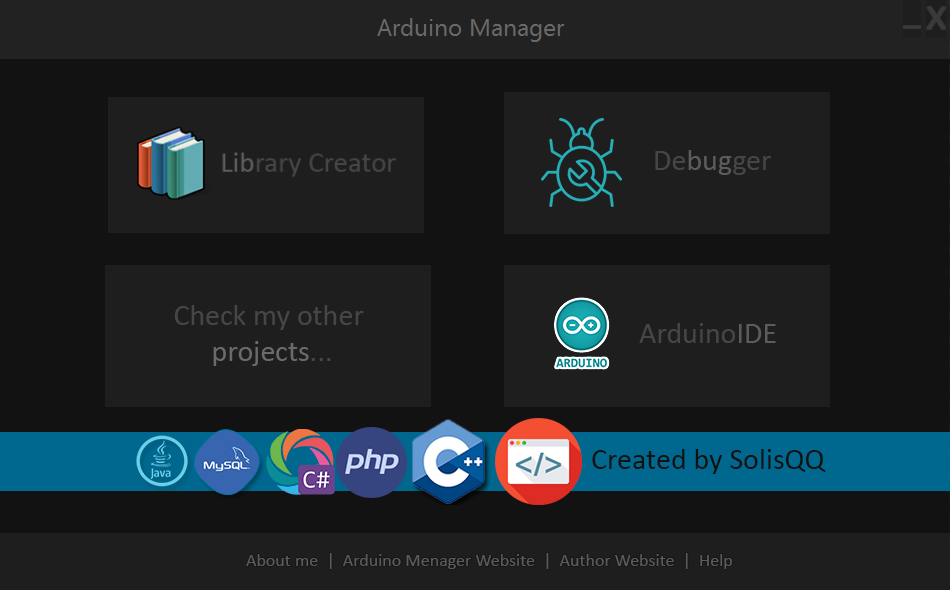 Arduino Manager
_ X
Library Creator
Debugger
Check my other
projects...
ArduinoIDE
ARDUINO
Java
MySQL
C#
php
C++
</>
Created by SolisQQ
About me | Arduino Menager Website | Author Website | Help